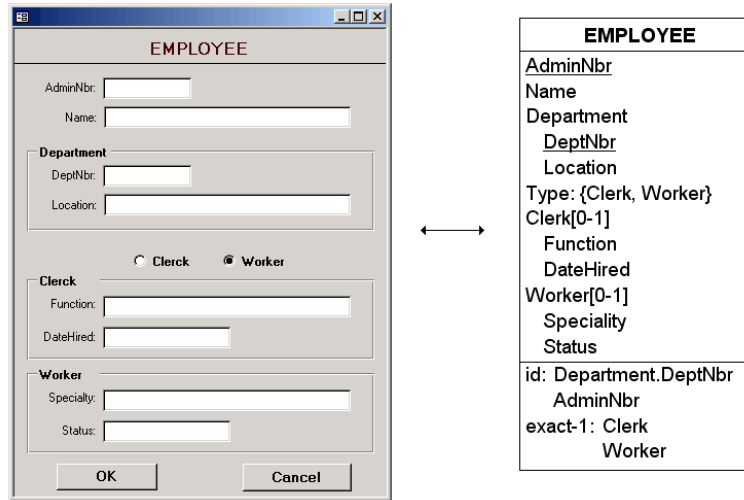 EMPLOYEE
AdminNbr:
Name:
Department
DeptNbr:
Location:
Clerck Worker
Clerck
Function:
DateHired:
Worker
Specialty:
Status:
OK Cancel
EMPLOYEE
AdminNbr
Name
Department
DeptNbr
Location
Type: {Clerk, Worker}
Clerk[0-1]
Function
DateHired
Worker[0-1]
Speciality
Status
id: Department.DeptNbr
AdminNbr
exact-1: Clerk
Worker